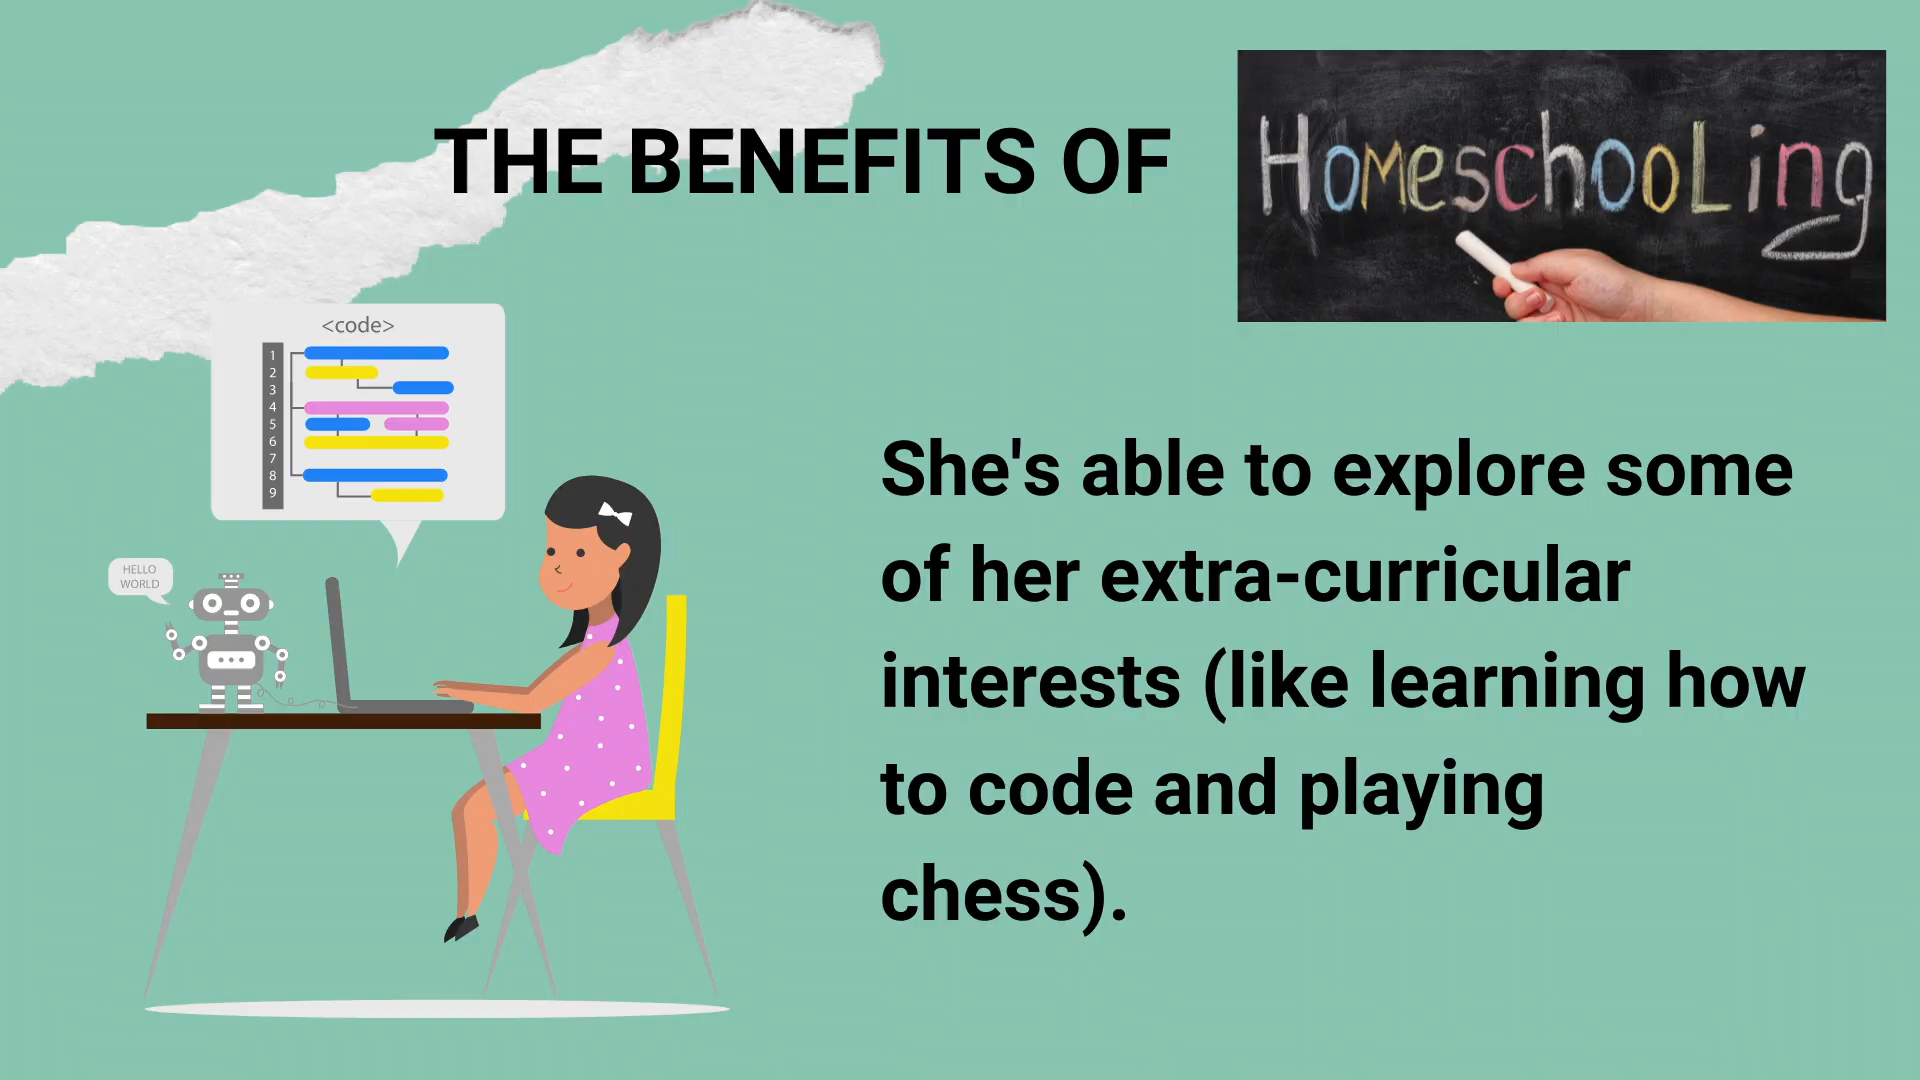 THE BENEFITS OF
HomeschooLing
<code>
1
2
3
4
5
6
7
8
9
HELLO
WORLD
She's able to explore some
of her extra-curricular
interests (like learning how
to code and playing
chess).